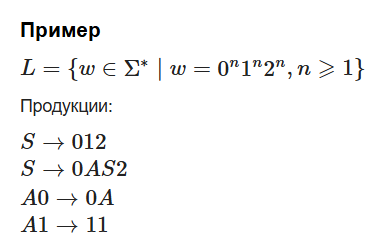 Пример
L = {w ∈ Σ* | w = 0ⁿ1ⁿ2ⁿ, n ⩾ 1}
Продукции:
S → 012
S → 0AS2
A0 → 0A
A1 → 11